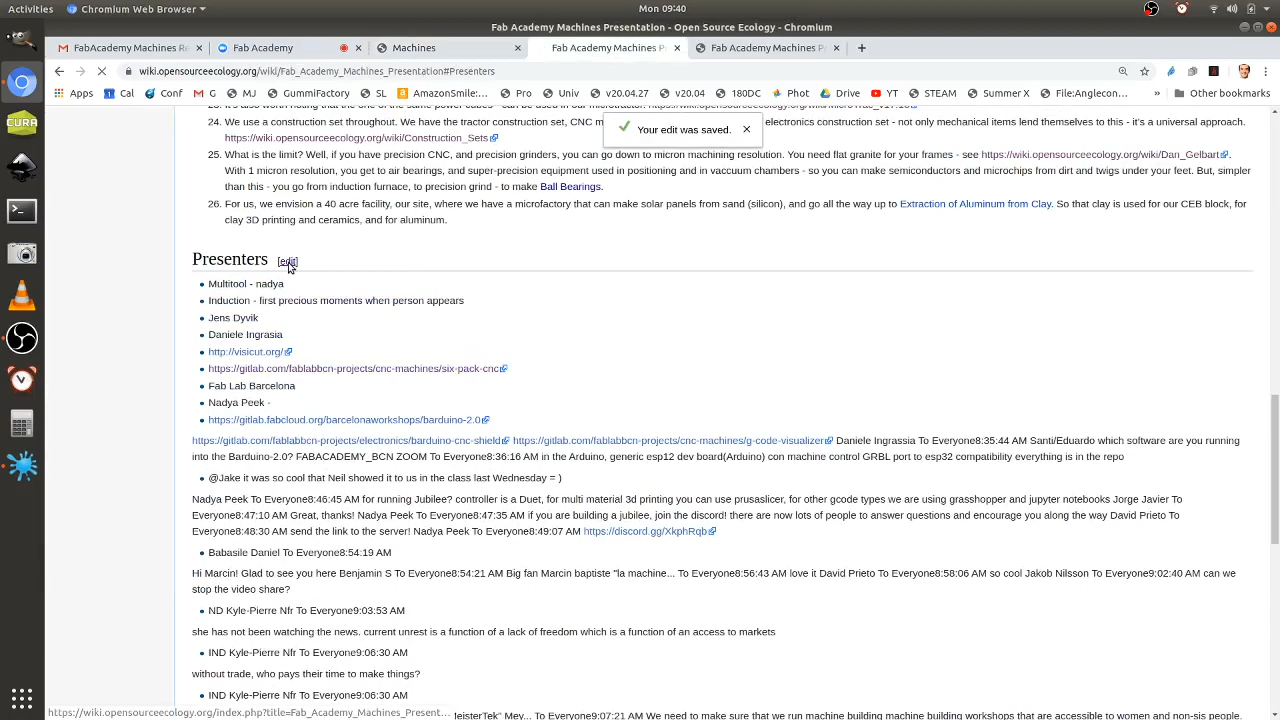 Activities
Chromium Web Browser
Mon 09:40
Fab Academy Machines Presentation - Open Source Ecology - Chromium
FabAcademy Machines Re
Fab Academy
Machines
Fab Academy Machines P
Fab Academy Machines P
wiki.opensourceecology.org/wiki/Fab_Academy_Machines_Presentation#Presenters
Apps
Cal
Conf
G
MJ
GummiFactory
SL
AmazonSmile:...
Pro
Univ
v20.04.27
v20.04
180DC
Phot
Drive
YT
STEAM
Summer X
File:Anglecon...
»
Other bookmarks
24. We use a construction set throughout. We have the tractor construction set, CNC m
electronics construction set - not only mechanical items lend themselves to this - it's a universal approach.
https://wiki.opensourceecology.org/wiki/Construction_Sets
Your edit was saved.
25. What is the limit? Well, if you have precision CNC, and precision grinders, you can go down to micron machining resolution. You need flat granite for your frames - see https://wiki.opensourceecology.org/wiki/Dan_Gelbart.
With 1 micron resolution, you get to air bearings, and super-precision equipment used in positioning and in vaccum chambers - so you can make semiconductors and microchips from dirt and twigs under your feet. But, simpler
than this - you go from induction furnace, to precision grind - to make Ball Bearings.
26. For us, we envision a 40 acre facility, our site, where we have a microfactory that can make solar panels from sand (silicon), and go all the way up to Extraction of Aluminum from Clay. So that clay is used for our CEB block, for
clay 3D printing and ceramics, and for aluminum.
Presenters [edit]
Multitool - nadya
Induction - first precious moments when person appears
Jens Dyvik
Daniele Ingrasia
http://visicut.org/
https://gitlab.com/fablabbcn-projects/cnc-machines/six-pack-cnc
Fab Lab Barcelona
Nadya Peek -
https://gitlab.fabcloud.org/barcelonaworkshops/barduino-2.0
https://gitlab.com/fablabbcn-projects/electronics/barduino-cnc-shield https://gitlab.com/fablabbcn-projects/cnc-machines/g-code-visualizer Daniele Ingrassia To Everyone8:35:44 AM Santi/Eduardo which software are you running
into the Barduino-2.0? FABACADEMY_BCN ZOOM To Everyone8:36:16 AM in the Arduino, generic esp12 dev board(Arduino) con machine control GRBL port to esp32 compatibility everything is in the repo
@Jake it was so cool that Neil showed it to us in the class last Wednesday = )
Nadya Peek To Everyone8:46:45 AM for running Jubilee? controller is a Duet, for multi material 3d printing you can use prusaslicer, for other gcode types we are using grasshopper and jupyter notebooks Jorge Javier To
Everyone8:47:10 AM Great, thanks! Nadya Peek To Everyone8:47:35 AM if you are building a jubilee, join the discord! there are now lots of people to answer questions and encourage you along the way David Prieto To
Everyone8:48:30 AM send the link to the server! Nadya Peek To Everyone8:49:07 AM https://discord.gg/XkphRqb
Babasile Daniel To Everyone8:54:19 AM
Hi Marcin! Glad to see you here Benjamin S To Everyone8:54:21 AM Big fan Marcin baptiste "la machine... To Everyone8:56:43 AM love it David Prieto To Everyone8:58:06 AM so cool Jakob Nilsson To Everyone9:02:40 AM can we
stop the video share?
ND Kyle-Pierre Nfr To Everyone9:03:53 AM
she has not been watching the news. current unrest is a function of a lack of freedom which is a function of an access to markets
IND Kyle-Pierre Nfr To Everyone9:06:30 AM
without trade, who pays their time to make things?
IND Kyle-Pierre Nfr To Everyone9:06:30 AM
https://wiki.opensourceecology.org/index.php?title=Fab_Academy_Machines_Present...
leisterTek" Mey... To Everyone9:07:21 AM We need to make sure that we run machine building machine building workshops that are accessible to women and non-sis people.